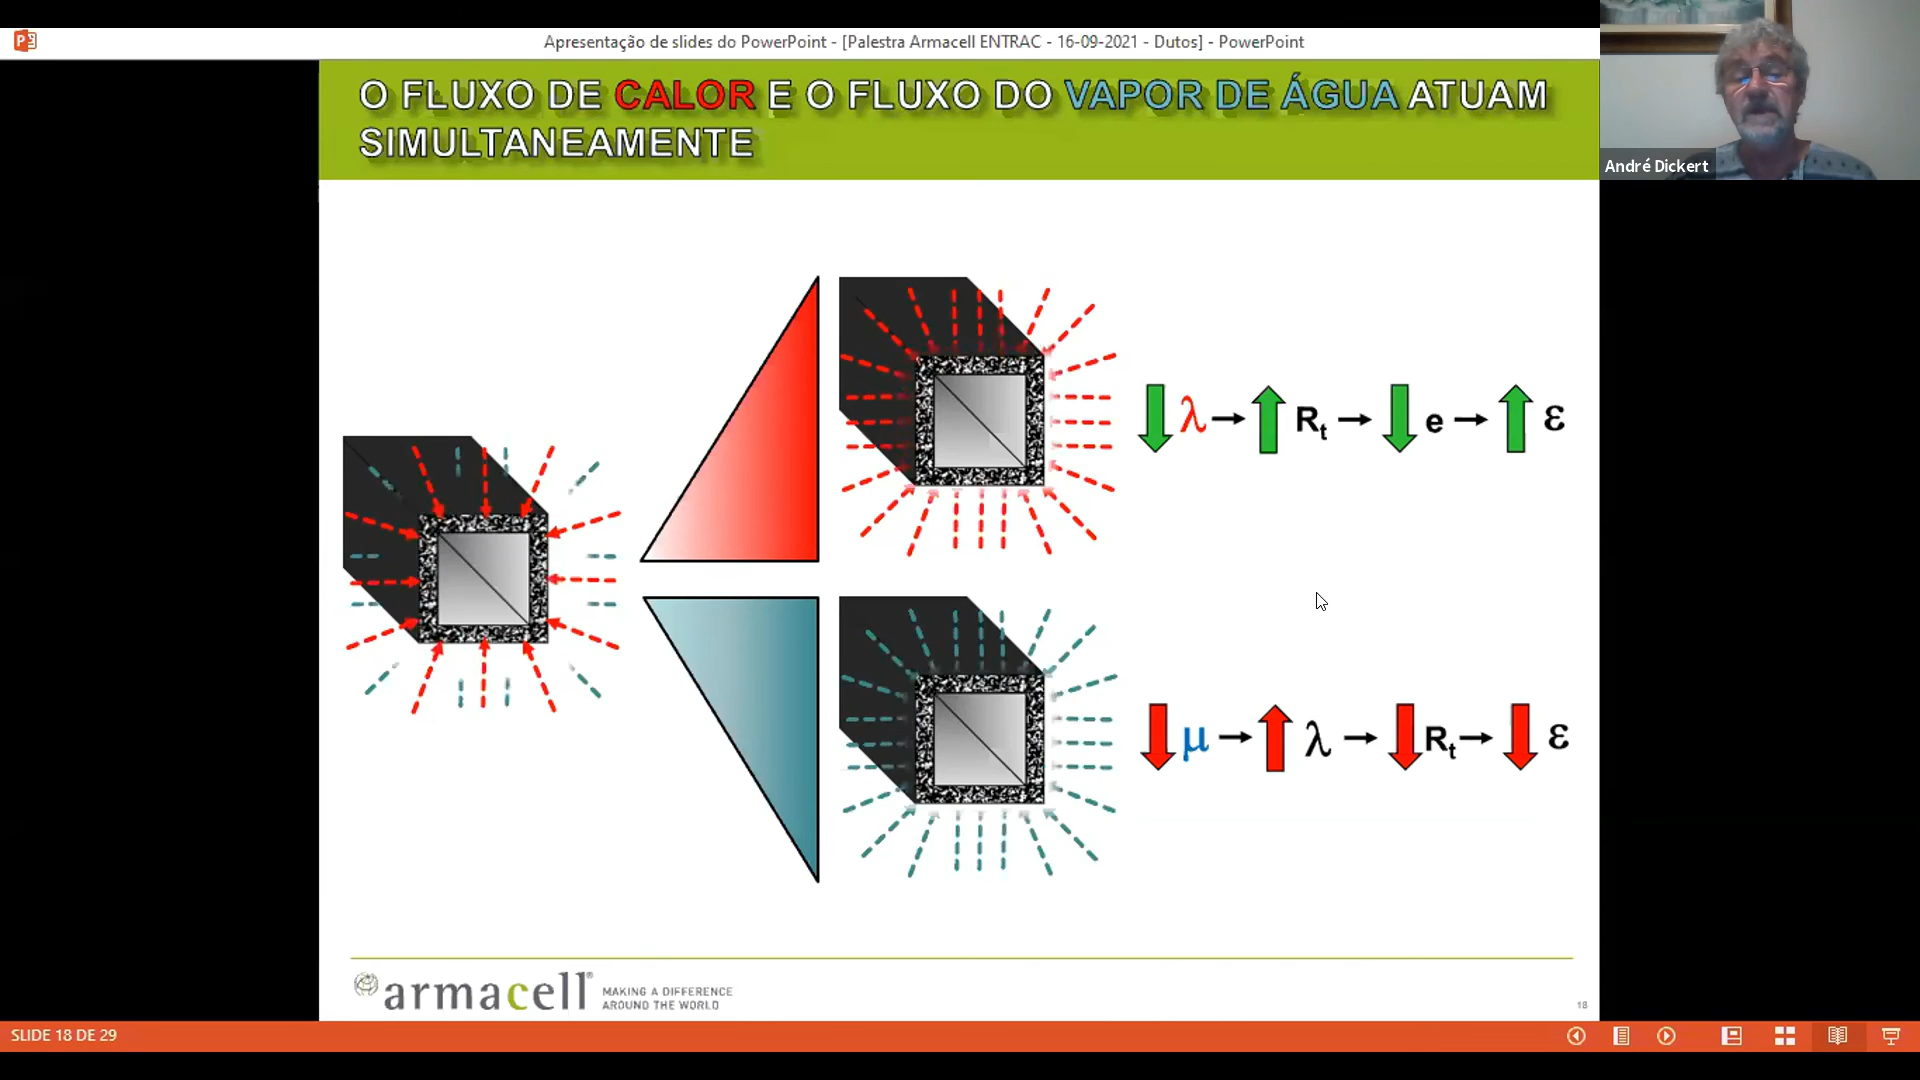 Apresentação de slides do PowerPoint - [Palestra Armacell ENTRAC - 16-09-2021 - Dutos] - PowerPoint
O FLUXO DE CALOR E O FLUXO DO VAPOR DE ÁGUA ATUAM
SIMULTANEAMENTE
André Dickert
λ → Rt → e → ε
μ → λ → Rt → ε
armacell®
MAKING A DIFFERENCE
AROUND THE WORLD
18
SLIDE 18 DE 29